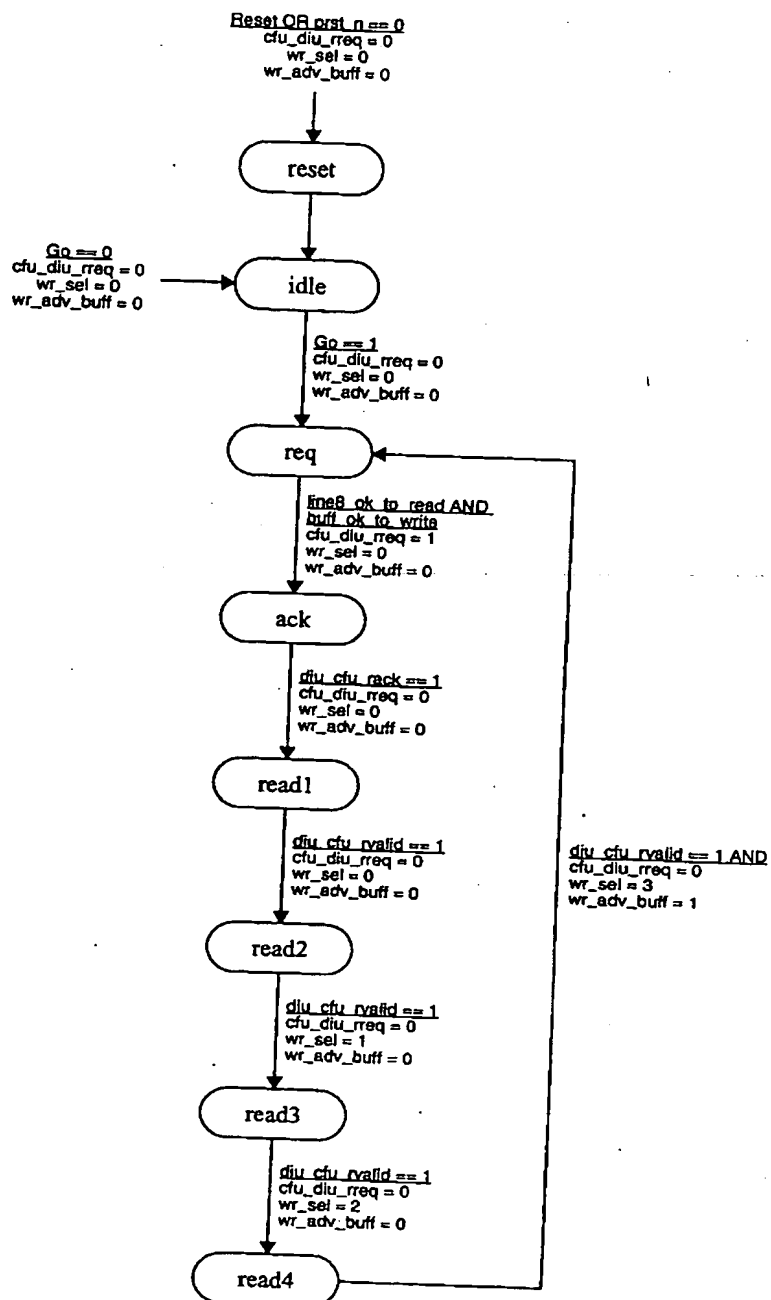 Reset OR prst_n == 0
cfu_diu_rreq = 0
wr_sel = 0
wr_adv_buff = 0
reset
Go == 0
cfu_diu_rreq = 0
wr_sel = 0
wr_adv_buff = 0
idle
Go == 1
cfu_diu_rreq = 0
wr_sel = 0
wr_adv_buff = 0
req
line8_ok_to_read AND
buff_ok_to_write
cfu_diu_rreq = 1
wr_sel = 0
wr_adv_buff = 0
ack
diu_cfu_rack == 1
cfu_diu_rreq = 0
wr_sel = 0
wr_adv_buff = 0
read1
diu_cfu_rvalid == 1
cfu_diu_rreq = 0
wr_sel = 0
wr_adv_buff = 0
diu_cfu_rvalid == 1 AND
cfu_diu_rreq = 0
wr_sel = 3
wr_adv_buff = 1
read2
diu_cfu_rvalid == 1
cfu_diu_rreq = 0
wr_sel = 1
wr_adv_buff = 0
read3
diu_cfu_rvalid == 1
cfu_diu_rreq = 0
wr_sel = 2
wr_adv_buff = 0
read4